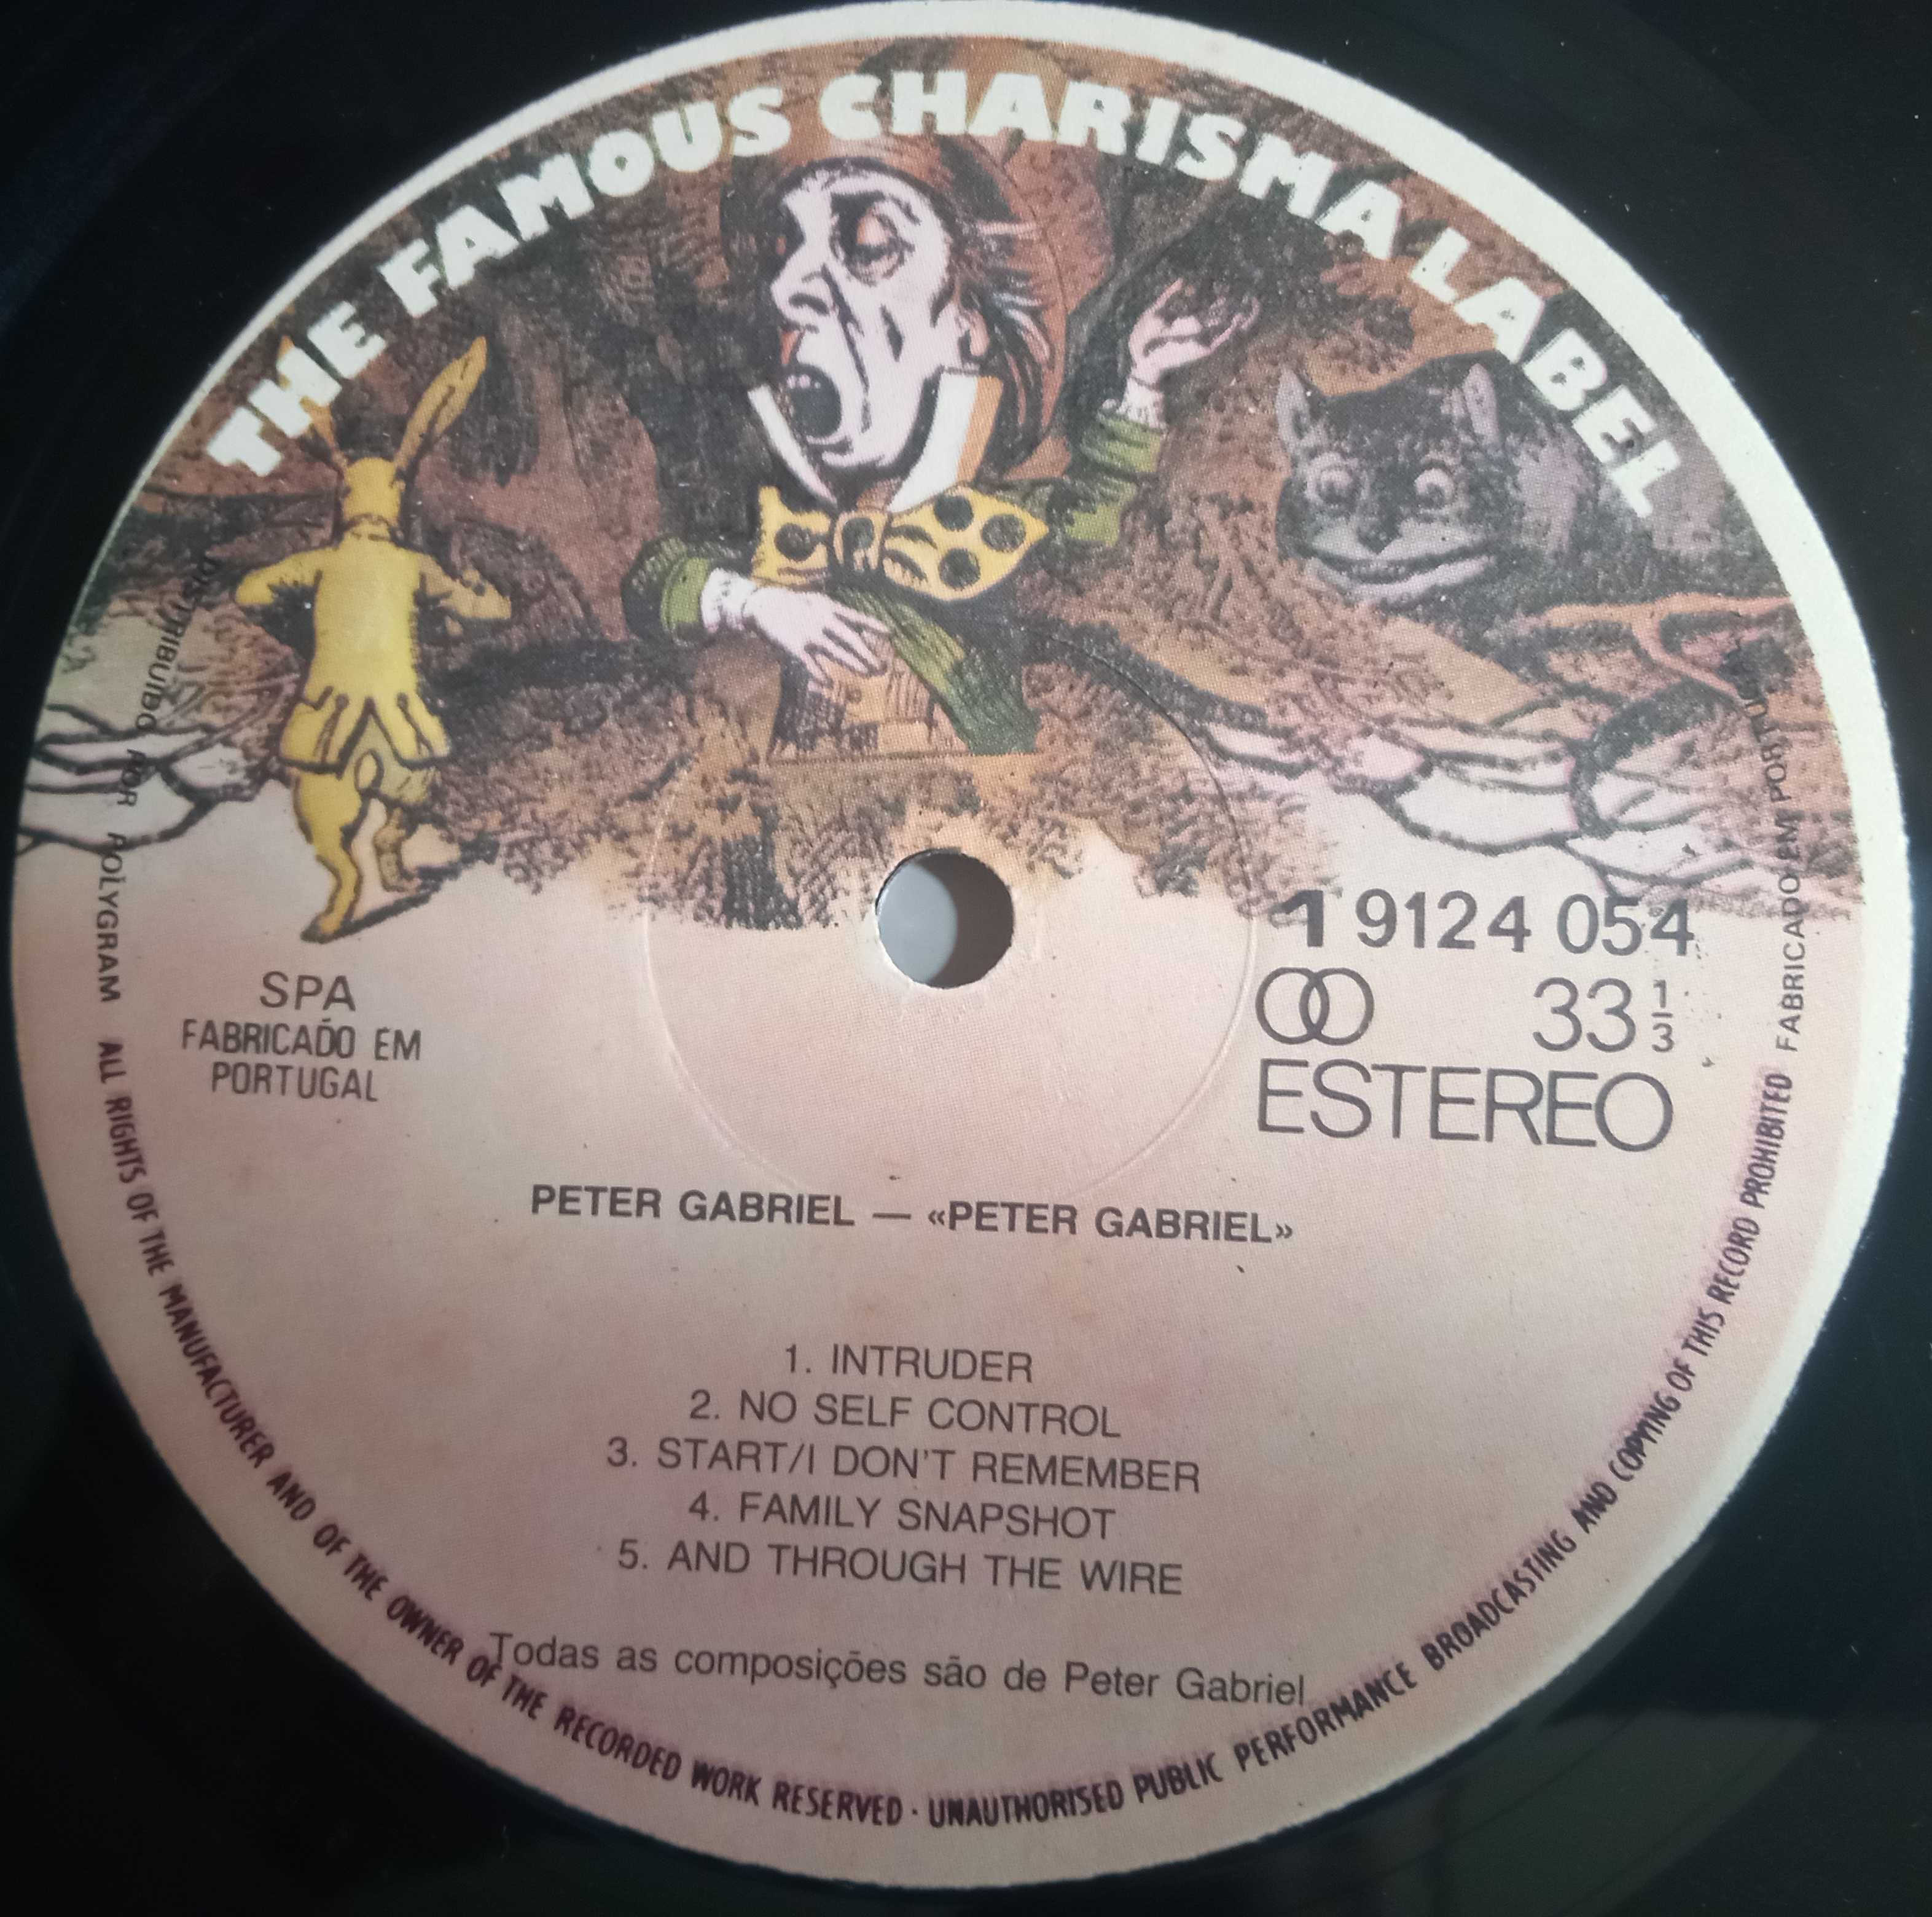 THE FAMOUS CHARISMA LABEL
DISTRIBUÍDO POR POLYGRAM ALL RIGHTS OF THE MANUFACTURER AND OF THE OWNER OF THE RECORDED WORK RESERVED · UNAUTHORISED PUBLIC PERFORMANCE BROADCASTING AND COPYING OF THIS RECORD PROHIBITED FABRICADO EM PORTUGAL
SPA
FABRICADO EM
PORTUGAL
1 9124 054
33 1/3
ESTEREO
PETER GABRIEL — «PETER GABRIEL»
1. INTRUDER
2. NO SELF CONTROL
3. START/I DON'T REMEMBER
4. FAMILY SNAPSHOT
5. AND THROUGH THE WIRE
Todas as composições são de Peter Gabriel